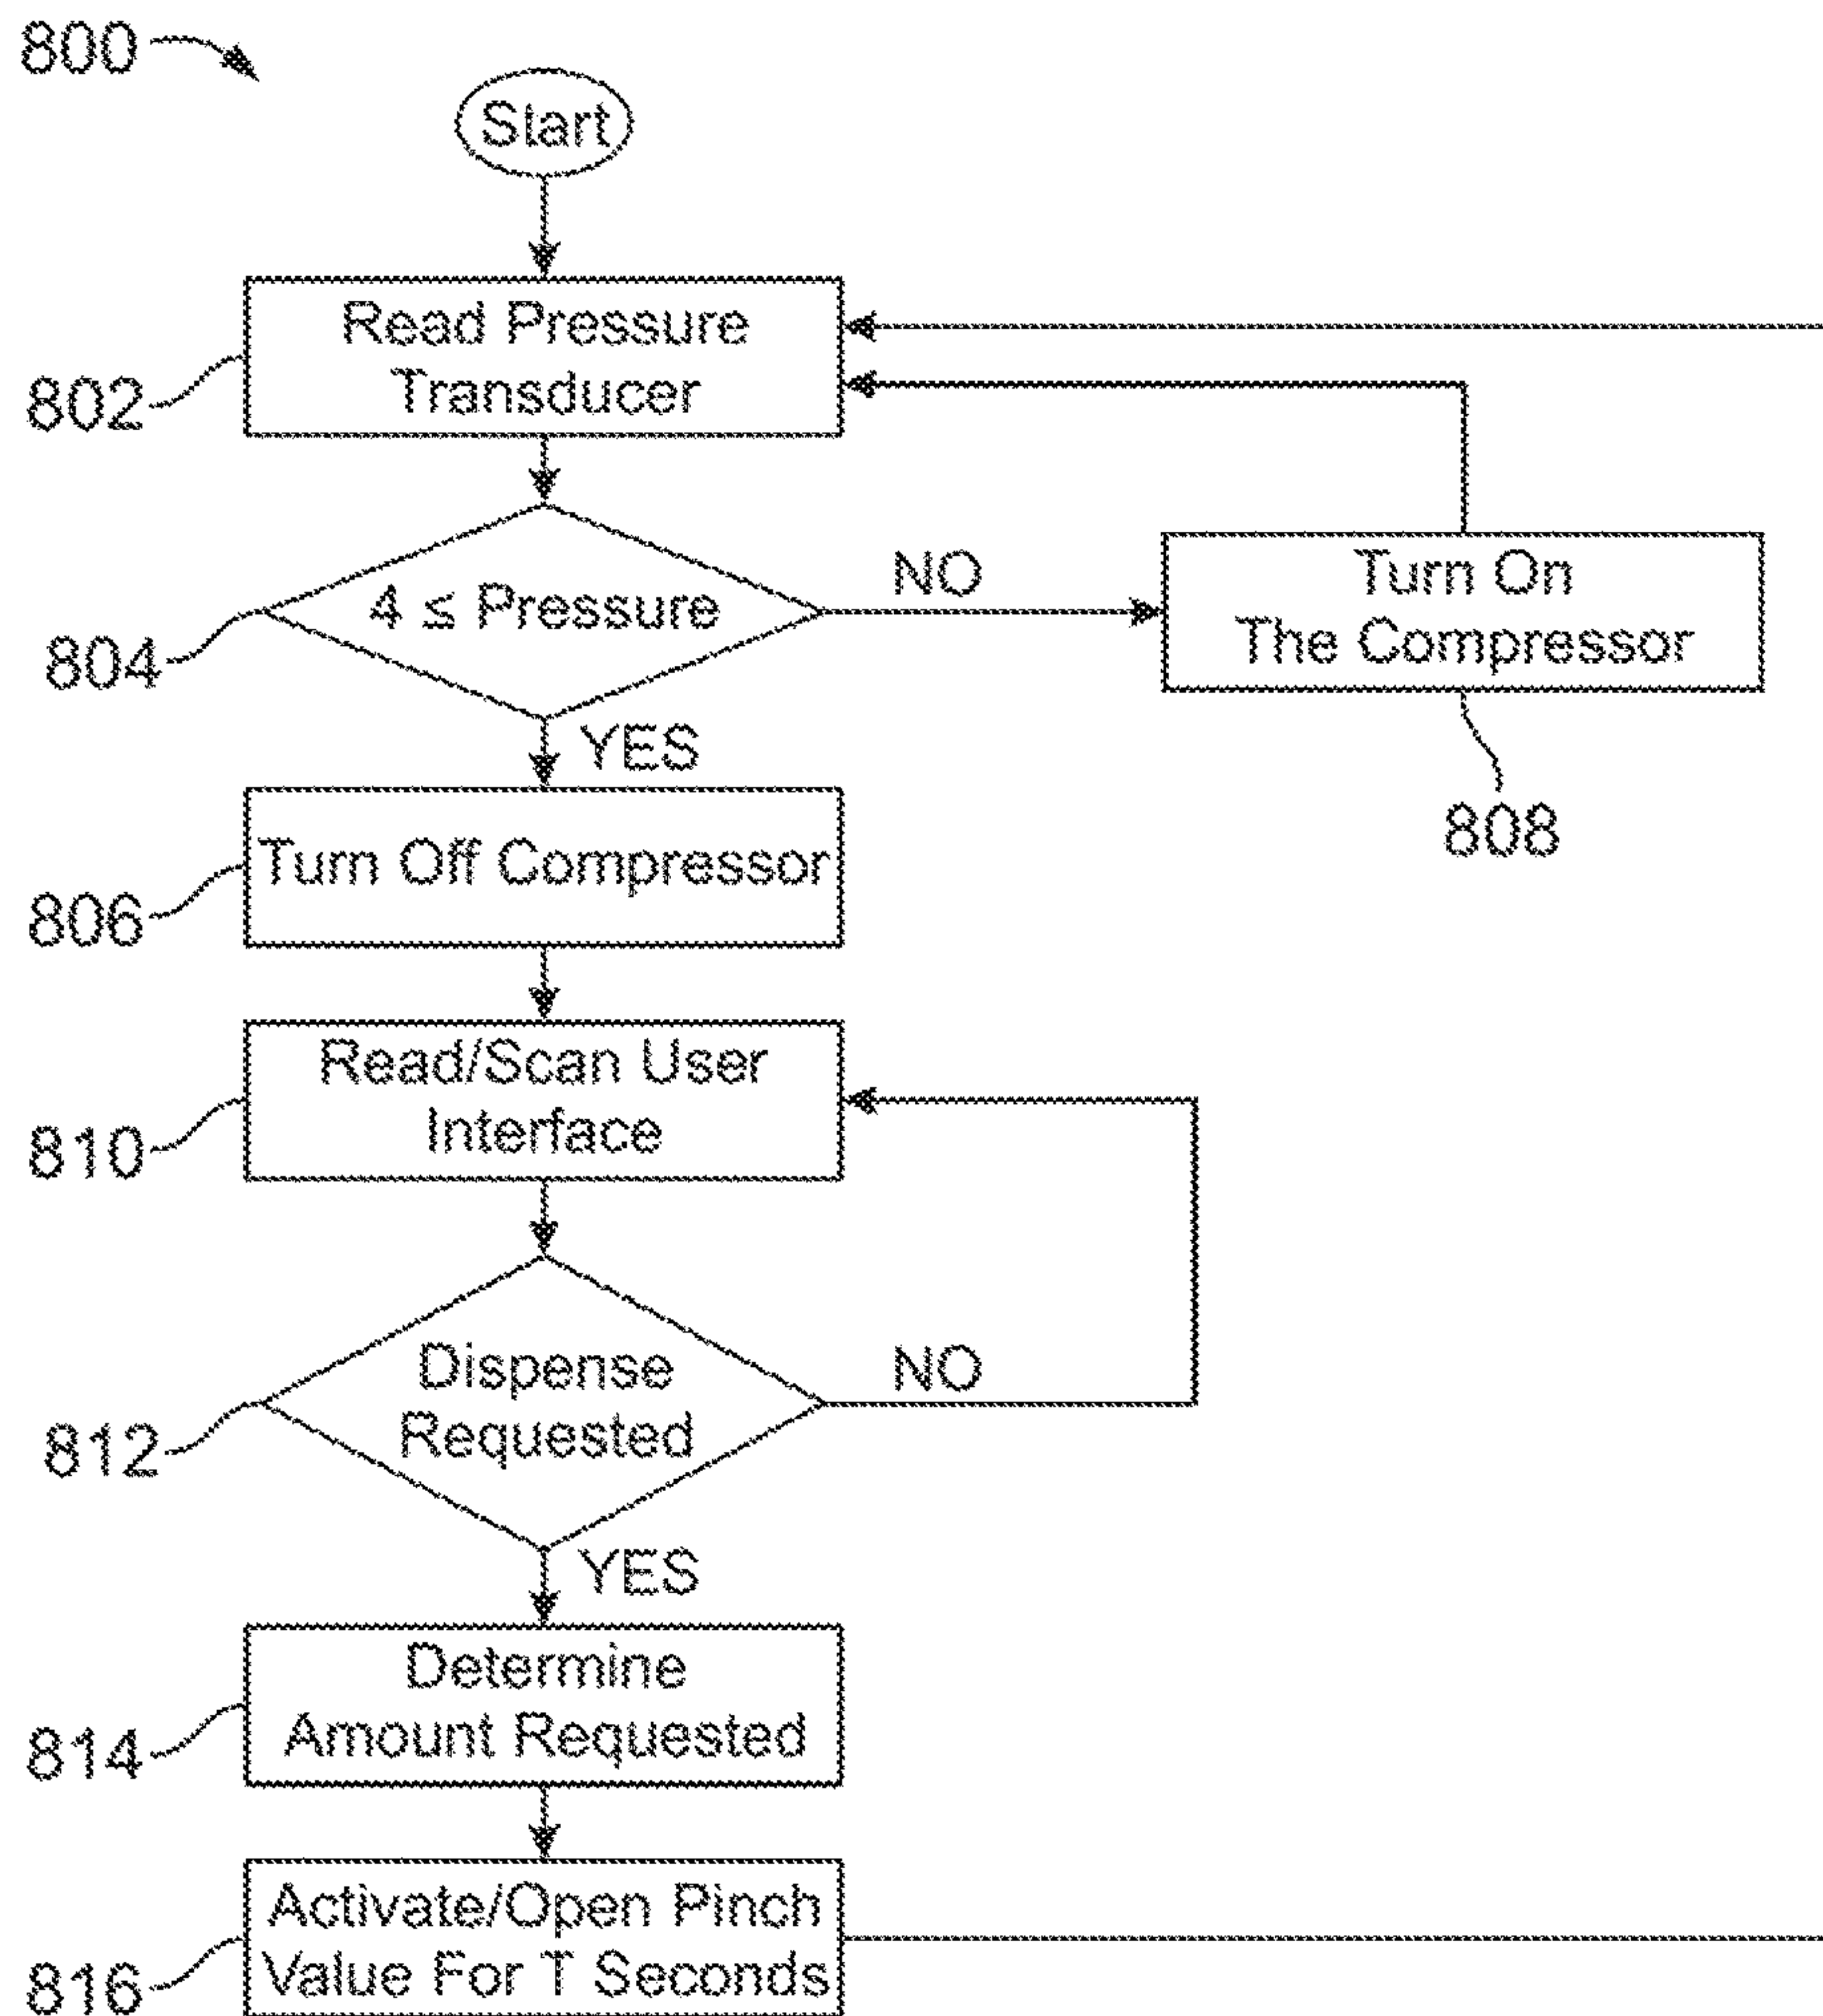 800
Start
Read Pressure
Transducer
802
4 ≤ Pressure
NO
Turn On
The Compressor
804
YES
808
Turn Off Compressor
806
Read/Scan User
Interface
810
Dispense
Requested
NO
812
YES
Determine
Amount Requested
814
Activate/Open Pinch
Value For T Seconds
816